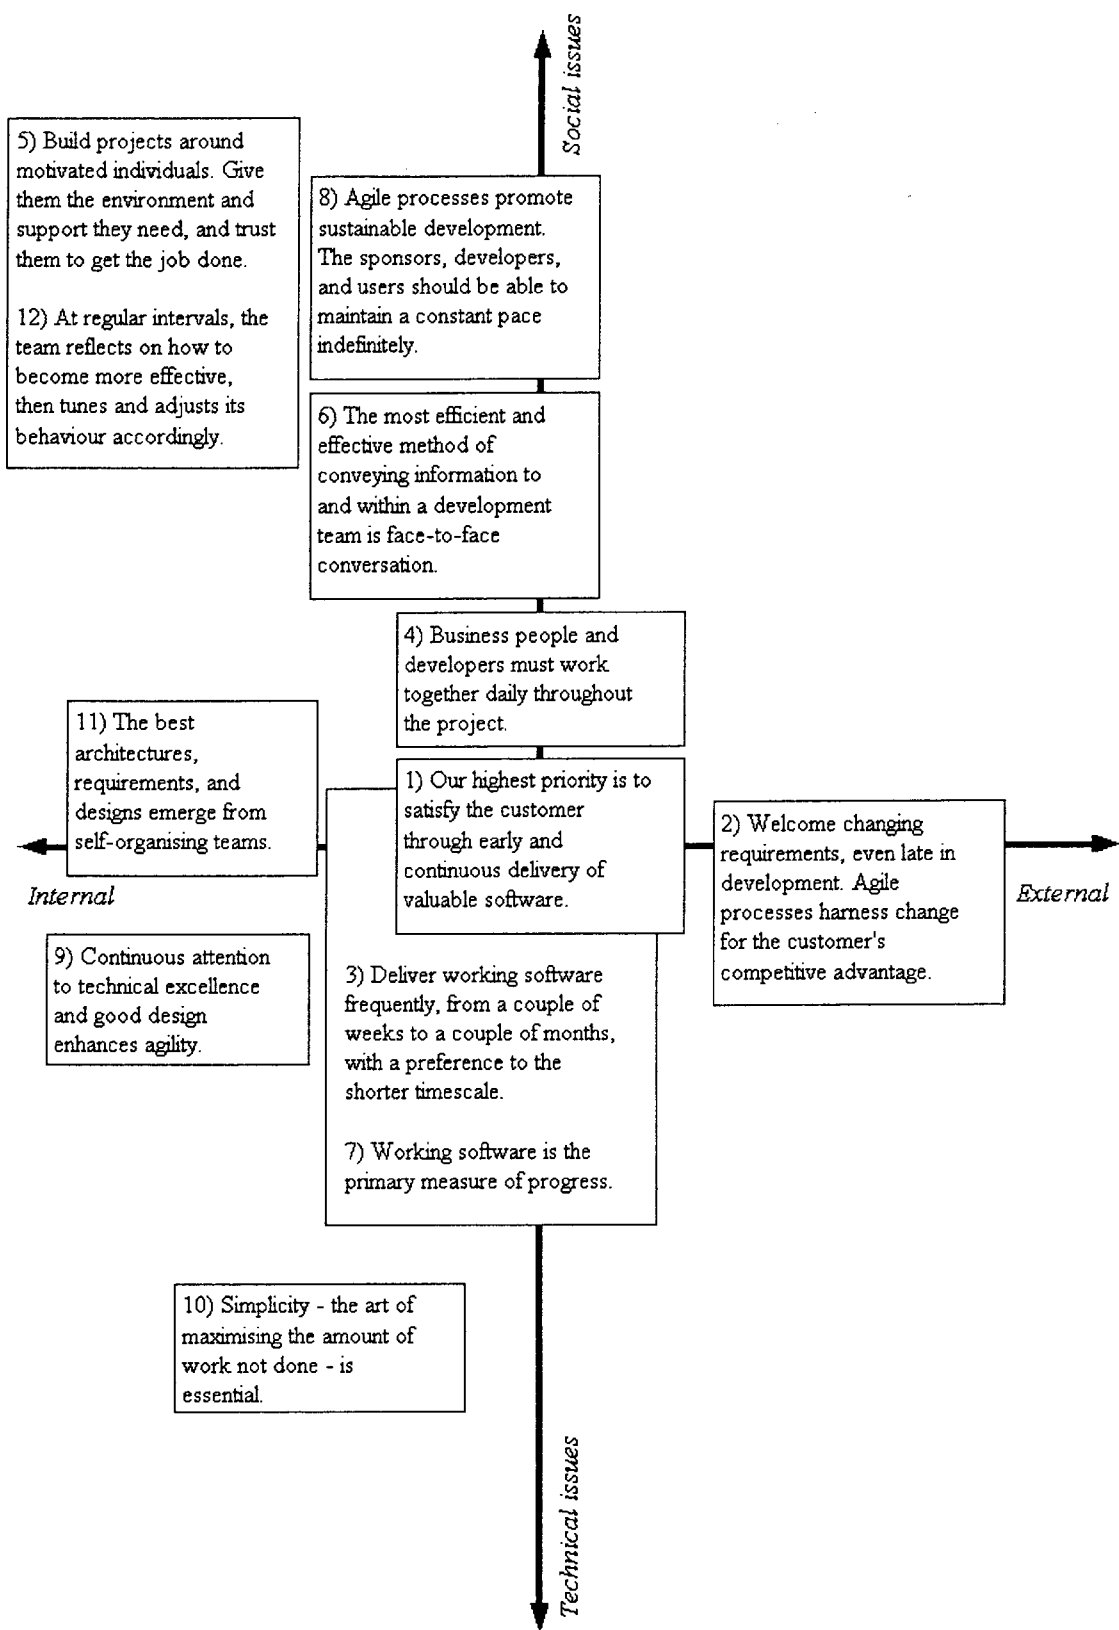 Social issues
5) Build projects around
motivated individuals. Give
them the environment and
support they need, and trust
them to get the job done.
12) At regular intervals, the
team reflects on how to
become more effective,
then tunes and adjusts its
behaviour accordingly.
8) Agile processes promote
sustainable development.
The sponsors, developers,
and users should be able to
maintain a constant pace
indefinitely.
6) The most efficient and
effective method of
conveying information to
and within a development
team is face-to-face
conversation.
4) Business people and
developers must work
together daily throughout
the project.
11) The best
architectures,
requirements, and
designs emerge from
self-organising teams.
1) Our highest priority is to
satisfy the customer
through early and
continuous delivery of
valuable software.
2) Welcome changing
requirements, even late in
development. Agile
processes harness change
for the customer's
competitive advantage.
Internal
External
9) Continuous attention
to technical excellence
and good design
enhances agility.
3) Deliver working software
frequently, from a couple of
weeks to a couple of months,
with a preference to the
shorter timescale.
7) Working software is the
primary measure of progress.
10) Simplicity - the art of
maximising the amount of
work not done - is
essential.
Technical issues